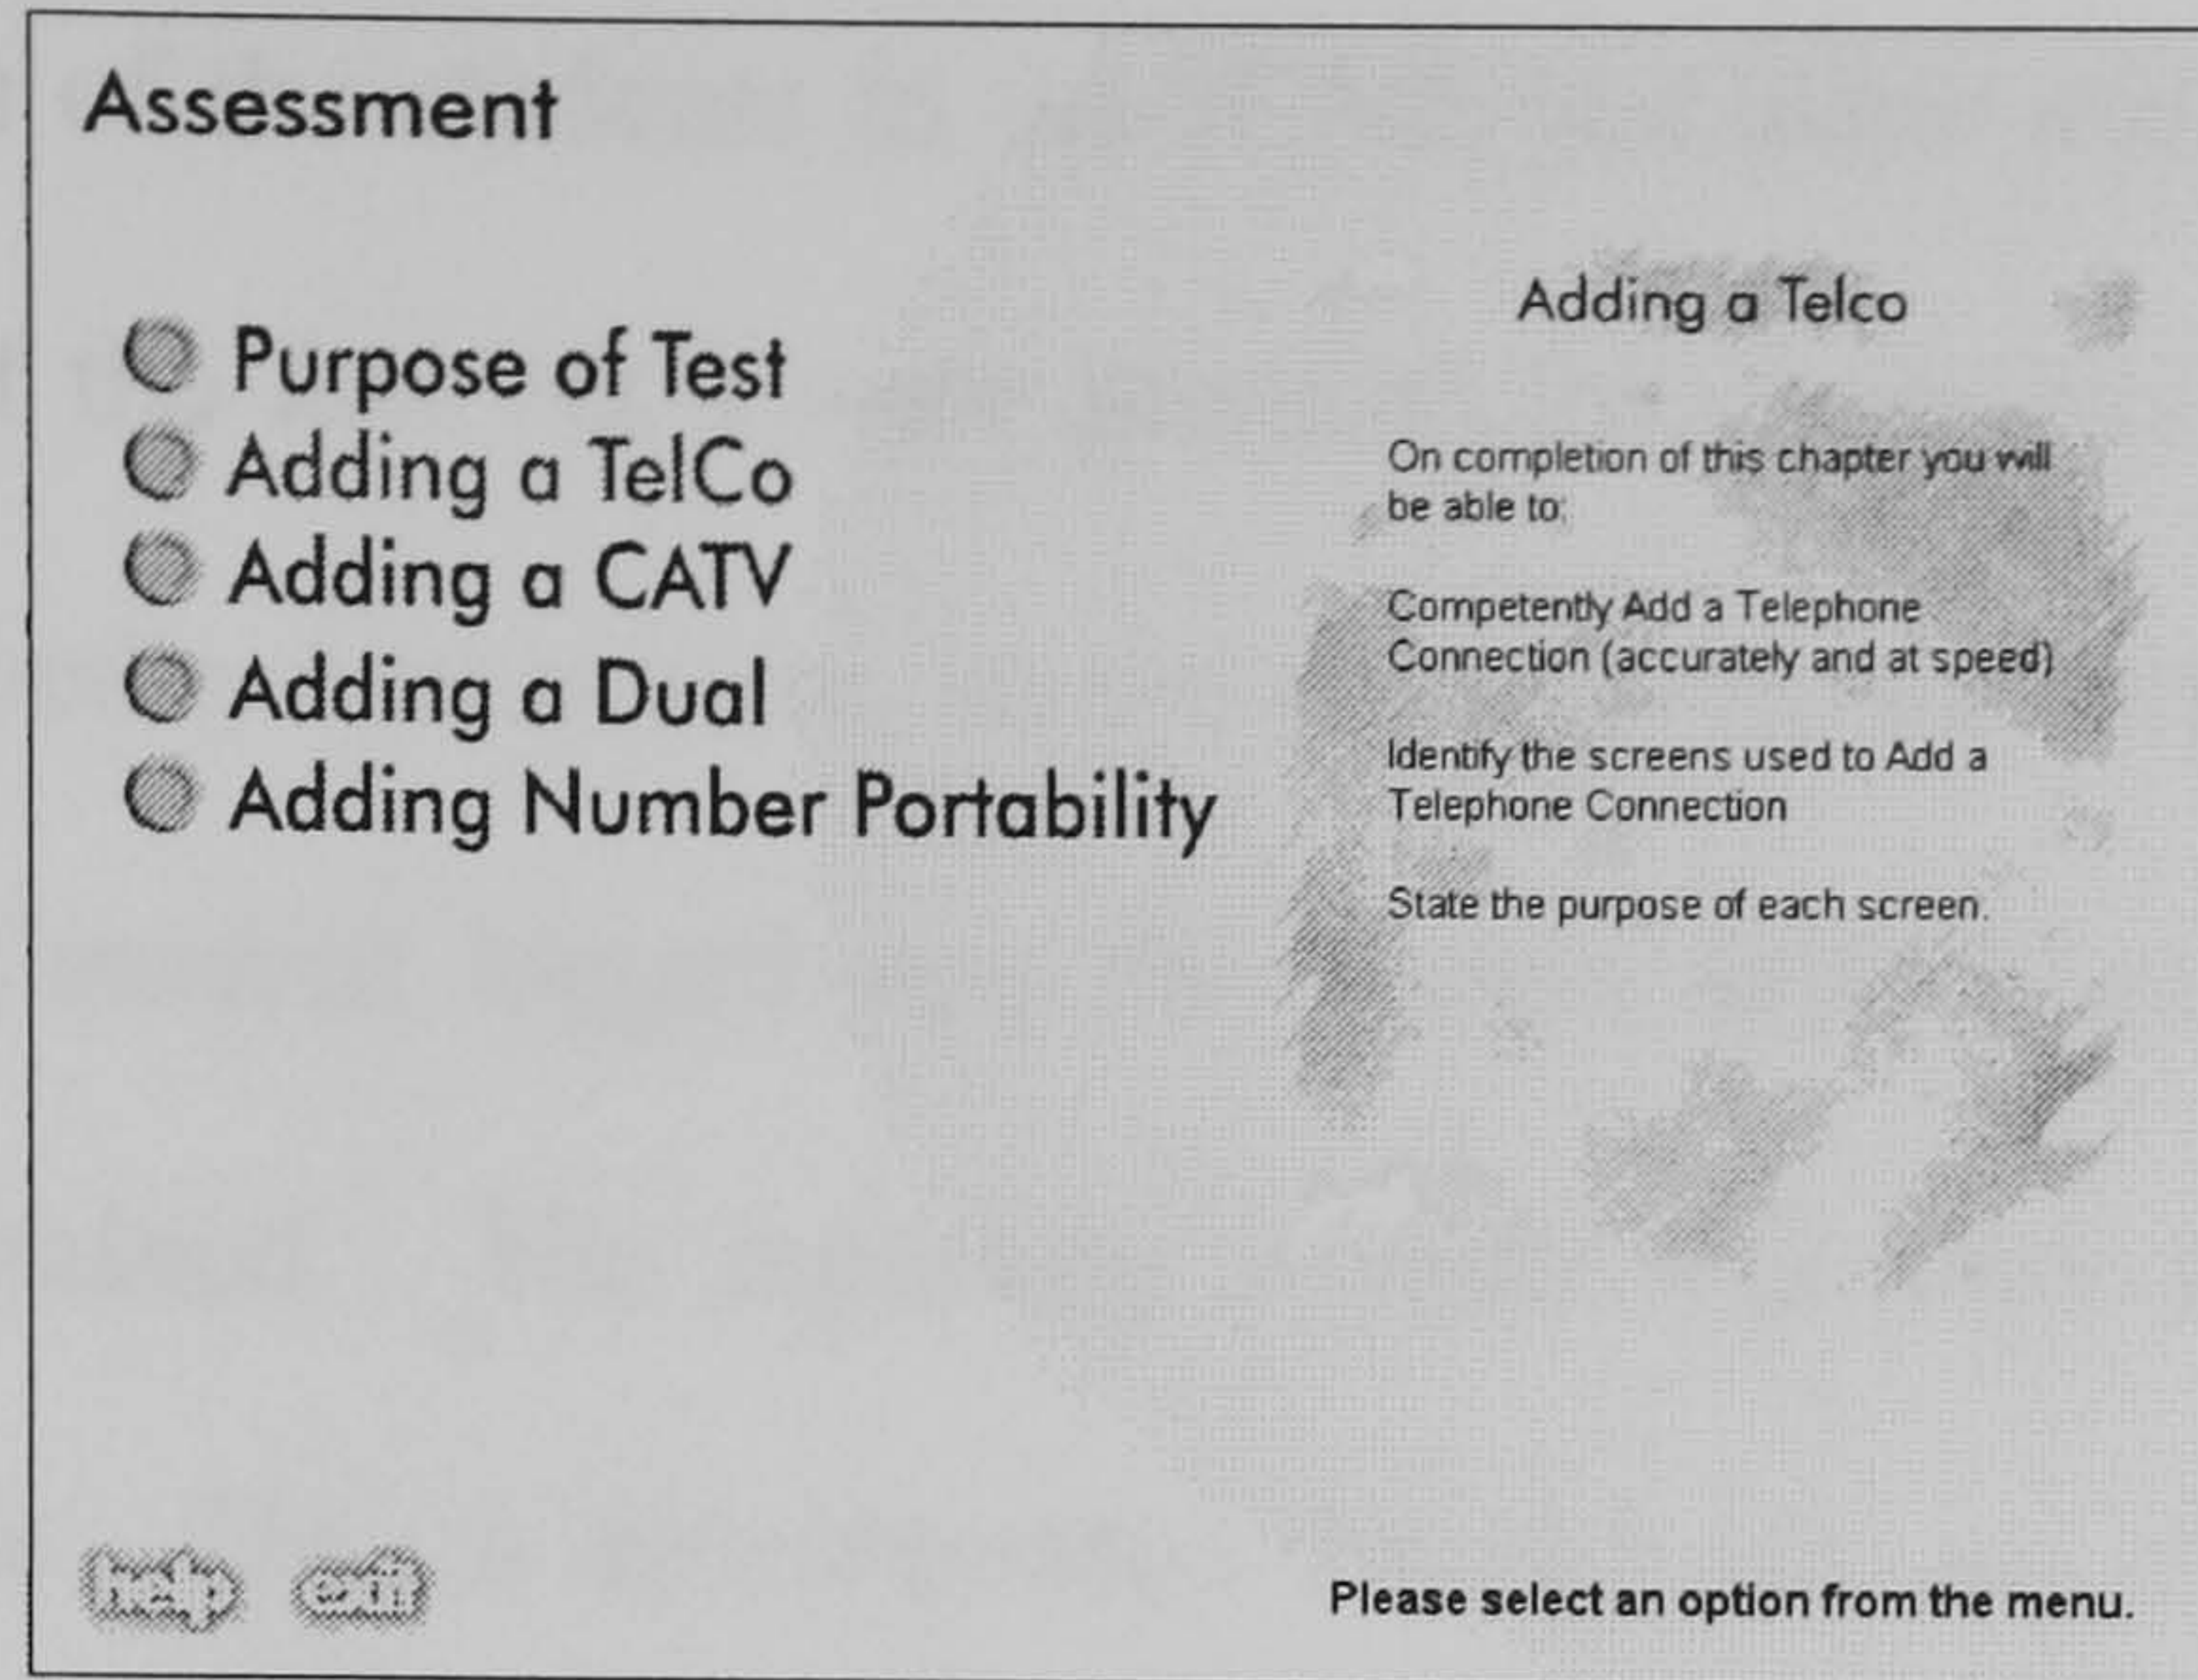 Assessment
Purpose of Test
Adding a TelCo
Adding a CATV
Adding a Dual
Adding Number Portability
Adding a Telco
On completion of this chapter you will
be able to:
Competently Add a Telephone
Connection (accurately and at speed)
Identify the screens used to Add a
Telephone Connection
State the purpose of each screen.
help exit
Please select an option from the menu.